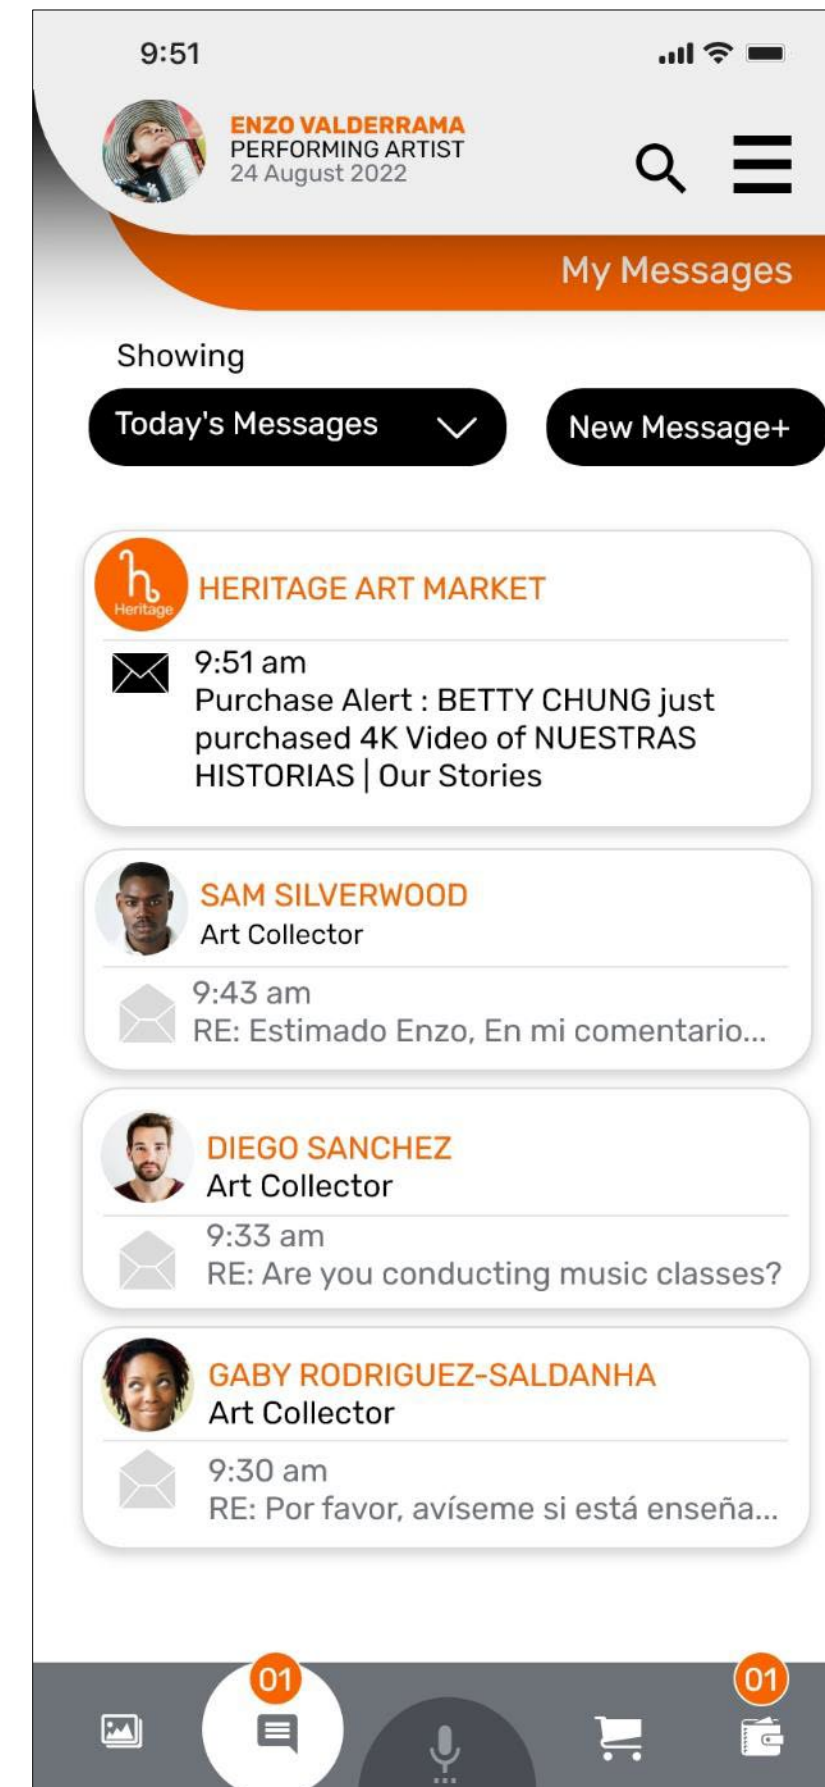 9:51
ENZO VALDERRAMA
PERFORMING ARTIST
24 August 2022
My Messages
Showing
Today's Messages
New Message+
h
Heritage
HERITAGE ART MARKET
9:51 am
Purchase Alert : BETTY CHUNG just
purchased 4K Video of NUESTRAS
HISTORIAS | Our Stories
SAM SILVERWOOD
Art Collector
9:43 am
RE: Estimado Enzo, En mi comentario...
DIEGO SANCHEZ
Art Collector
9:33 am
RE: Are you conducting music classes?
GABY RODRIGUEZ-SALDANHA
Art Collector
9:30 am
RE: Por favor, avíseme si está enseña...
01
01